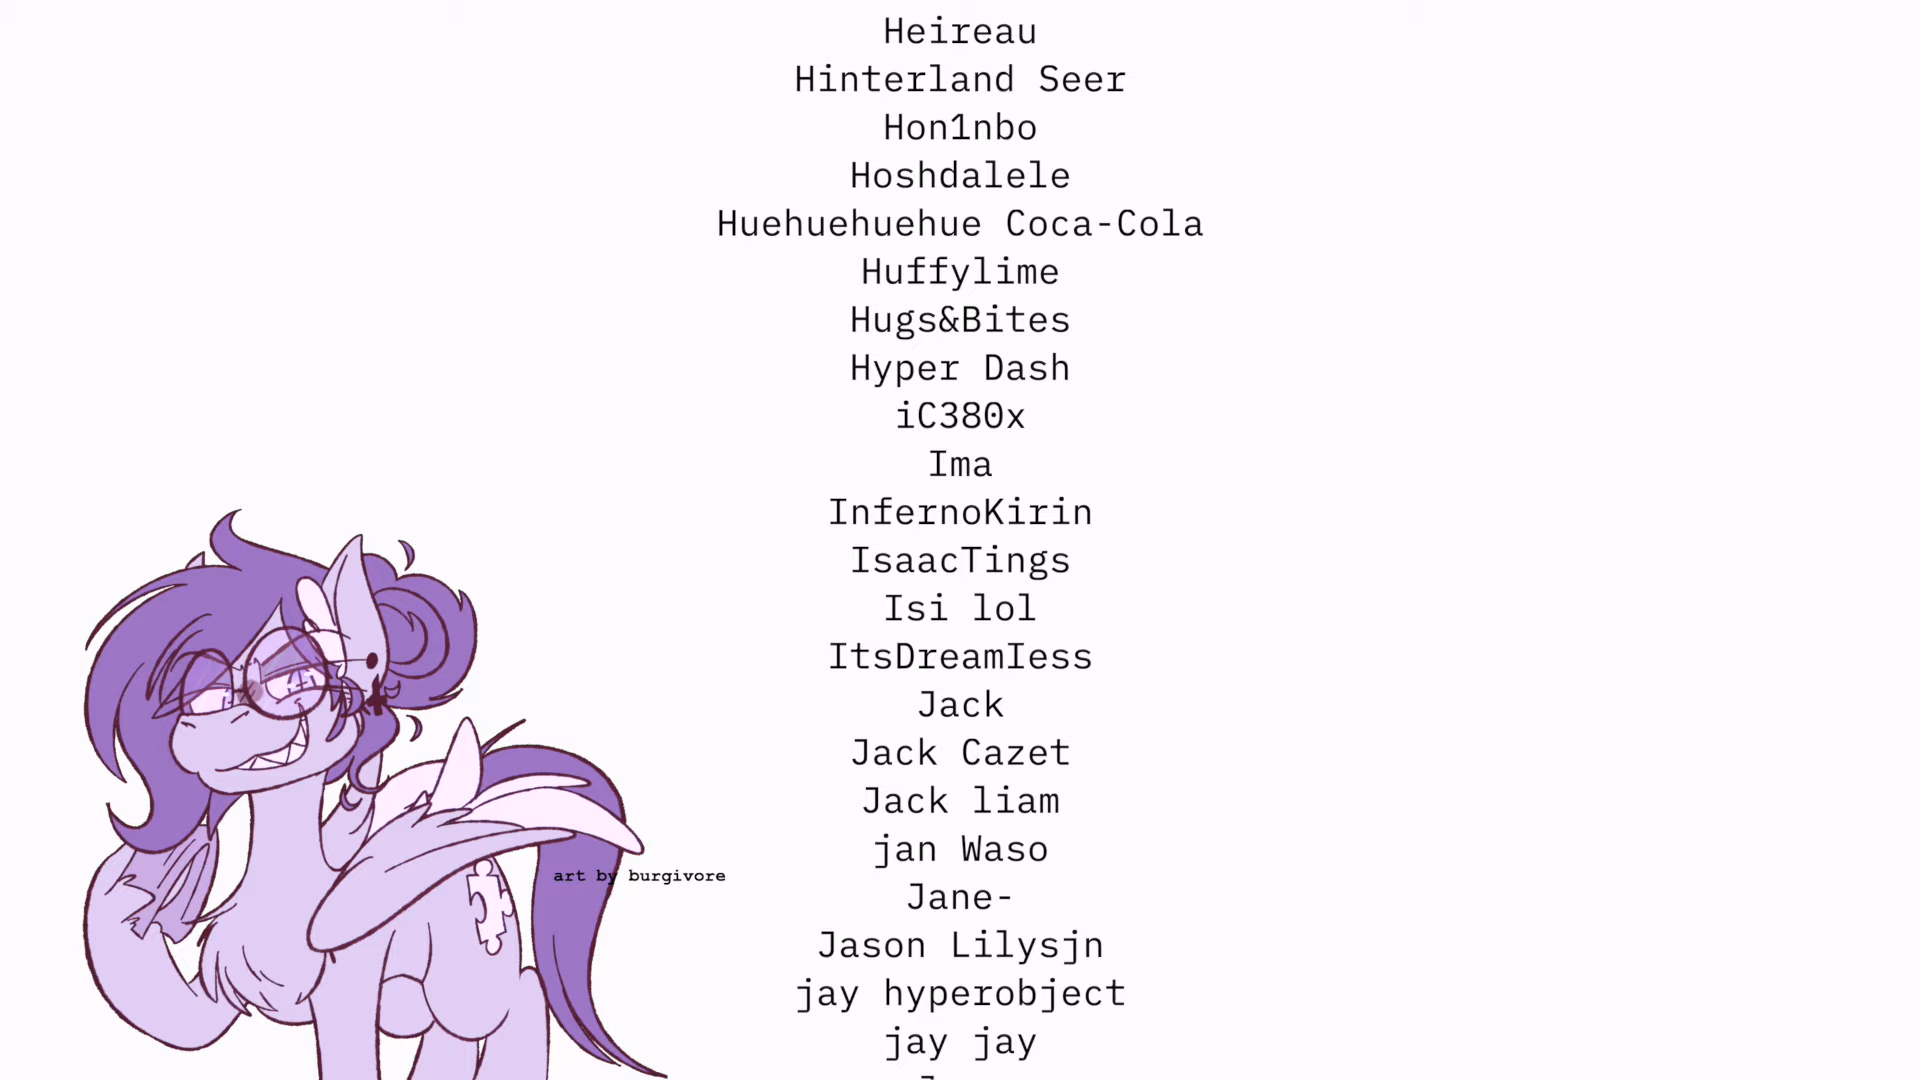 Heireau
Hinterland Seer
Hon1nbo
Hoshdalele
Huehuehuehue Coca-Cola
Huffylime
Hugs&Bites
Hyper Dash
iC380x
Ima
InfernoKirin
IsaacTings
Isi lol
ItsDreamIess
Jack
Jack Cazet
Jack liam
jan Waso
art by burgivore
Jane-
Jason Lilysjn
jay hyperobject
jay jay